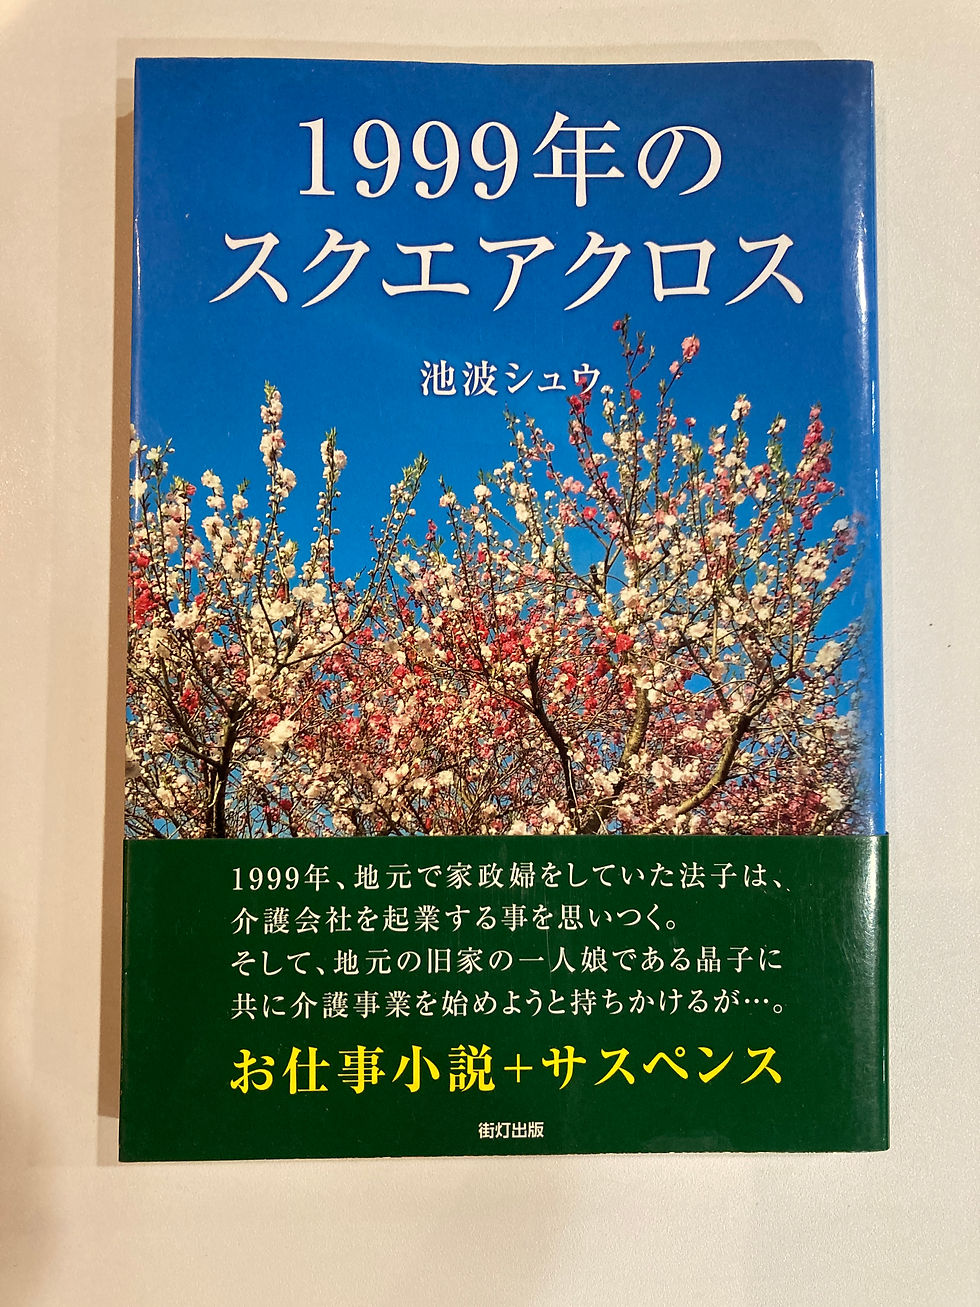 1999年の
スクエアクロス
池波シュウ
1999年、地元で家政婦をしていた法子は、
介護会社を起業する事を思いつく。
そして、地元の旧家の一人娘である晶子に
共に介護事業を始めようと持ちかけるが…。
お仕事小説+サスペンス
街灯出版